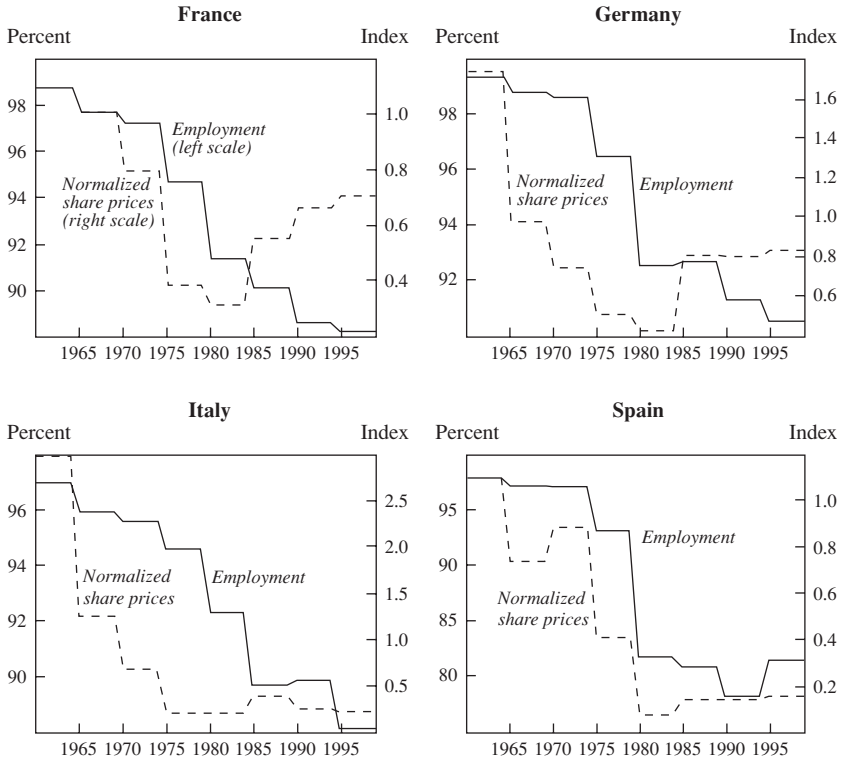 France
Percent
Index
98
96
94
92
90
1.0
0.8
0.6
0.4
Employment
(left scale)
Normalized
share prices
(right scale)
1965 1970 1975 1980 1985 1990 1995
Germany
Percent
Index
98
96
94
92
1.6
1.4
1.2
1.0
0.8
0.6
Normalized
share prices
Employment
1965 1970 1975 1980 1985 1990 1995
Italy
Percent
Index
96
94
92
90
2.5
2.0
1.5
1.0
0.5
Normalized
share prices
Employment
1965 1970 1975 1980 1985 1990 1995
Spain
Percent
Index
95
90
85
80
1.0
0.8
0.6
0.4
0.2
Employment
Normalized
share prices
1965 1970 1975 1980 1985 1990 1995